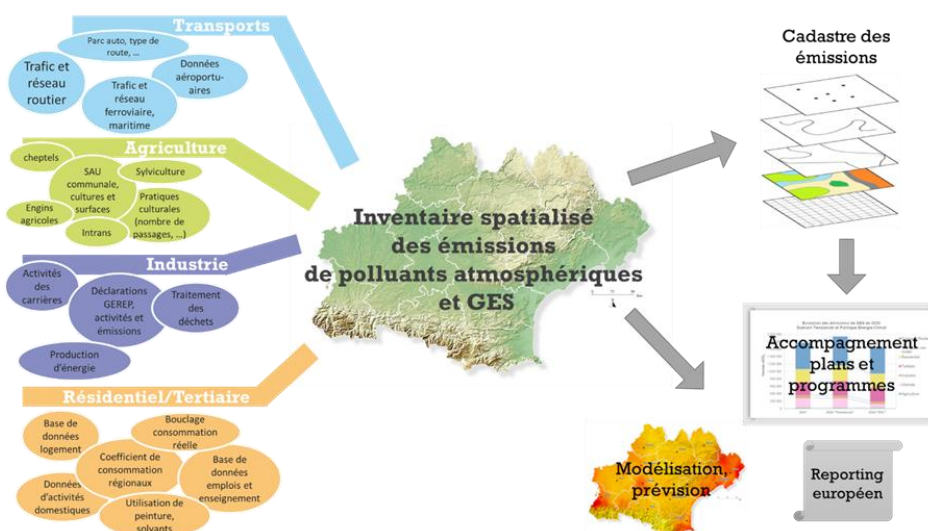 Transports
Parc auto, type de
route, ...
Trafic et
réseau
routier
Données
aéroportu-
aires
Trafic et
réseau
ferroviaire,
maritime
Agriculture
cheptels
SAU
communale,
cultures et
surfaces
Sylviculture
Engins
agricoles
Pratiques
culturales
(nombre de
passages, ...)
Intrans
Industrie
Activités
des
carrières
Déclarations
GEREP,
activités et
émissions
Traitement
des
déchets
Production
d'énergie
Résidentiel/Tertiaire
Base de
données
logement
Bouclage
consommation
réelle
Coefficient de
consommation
régionaux
Base de
données
emplois et
enseignement
Données
d'activités
domestiques
Utilisation de
peinture,
solvants
Inventaire spatialisé
des émissions
de polluants atmosphériques
et GES
Cadastre des
émissions
Accompagnement
plans et
programmes
Modélisation,
prévision
Reporting
européen